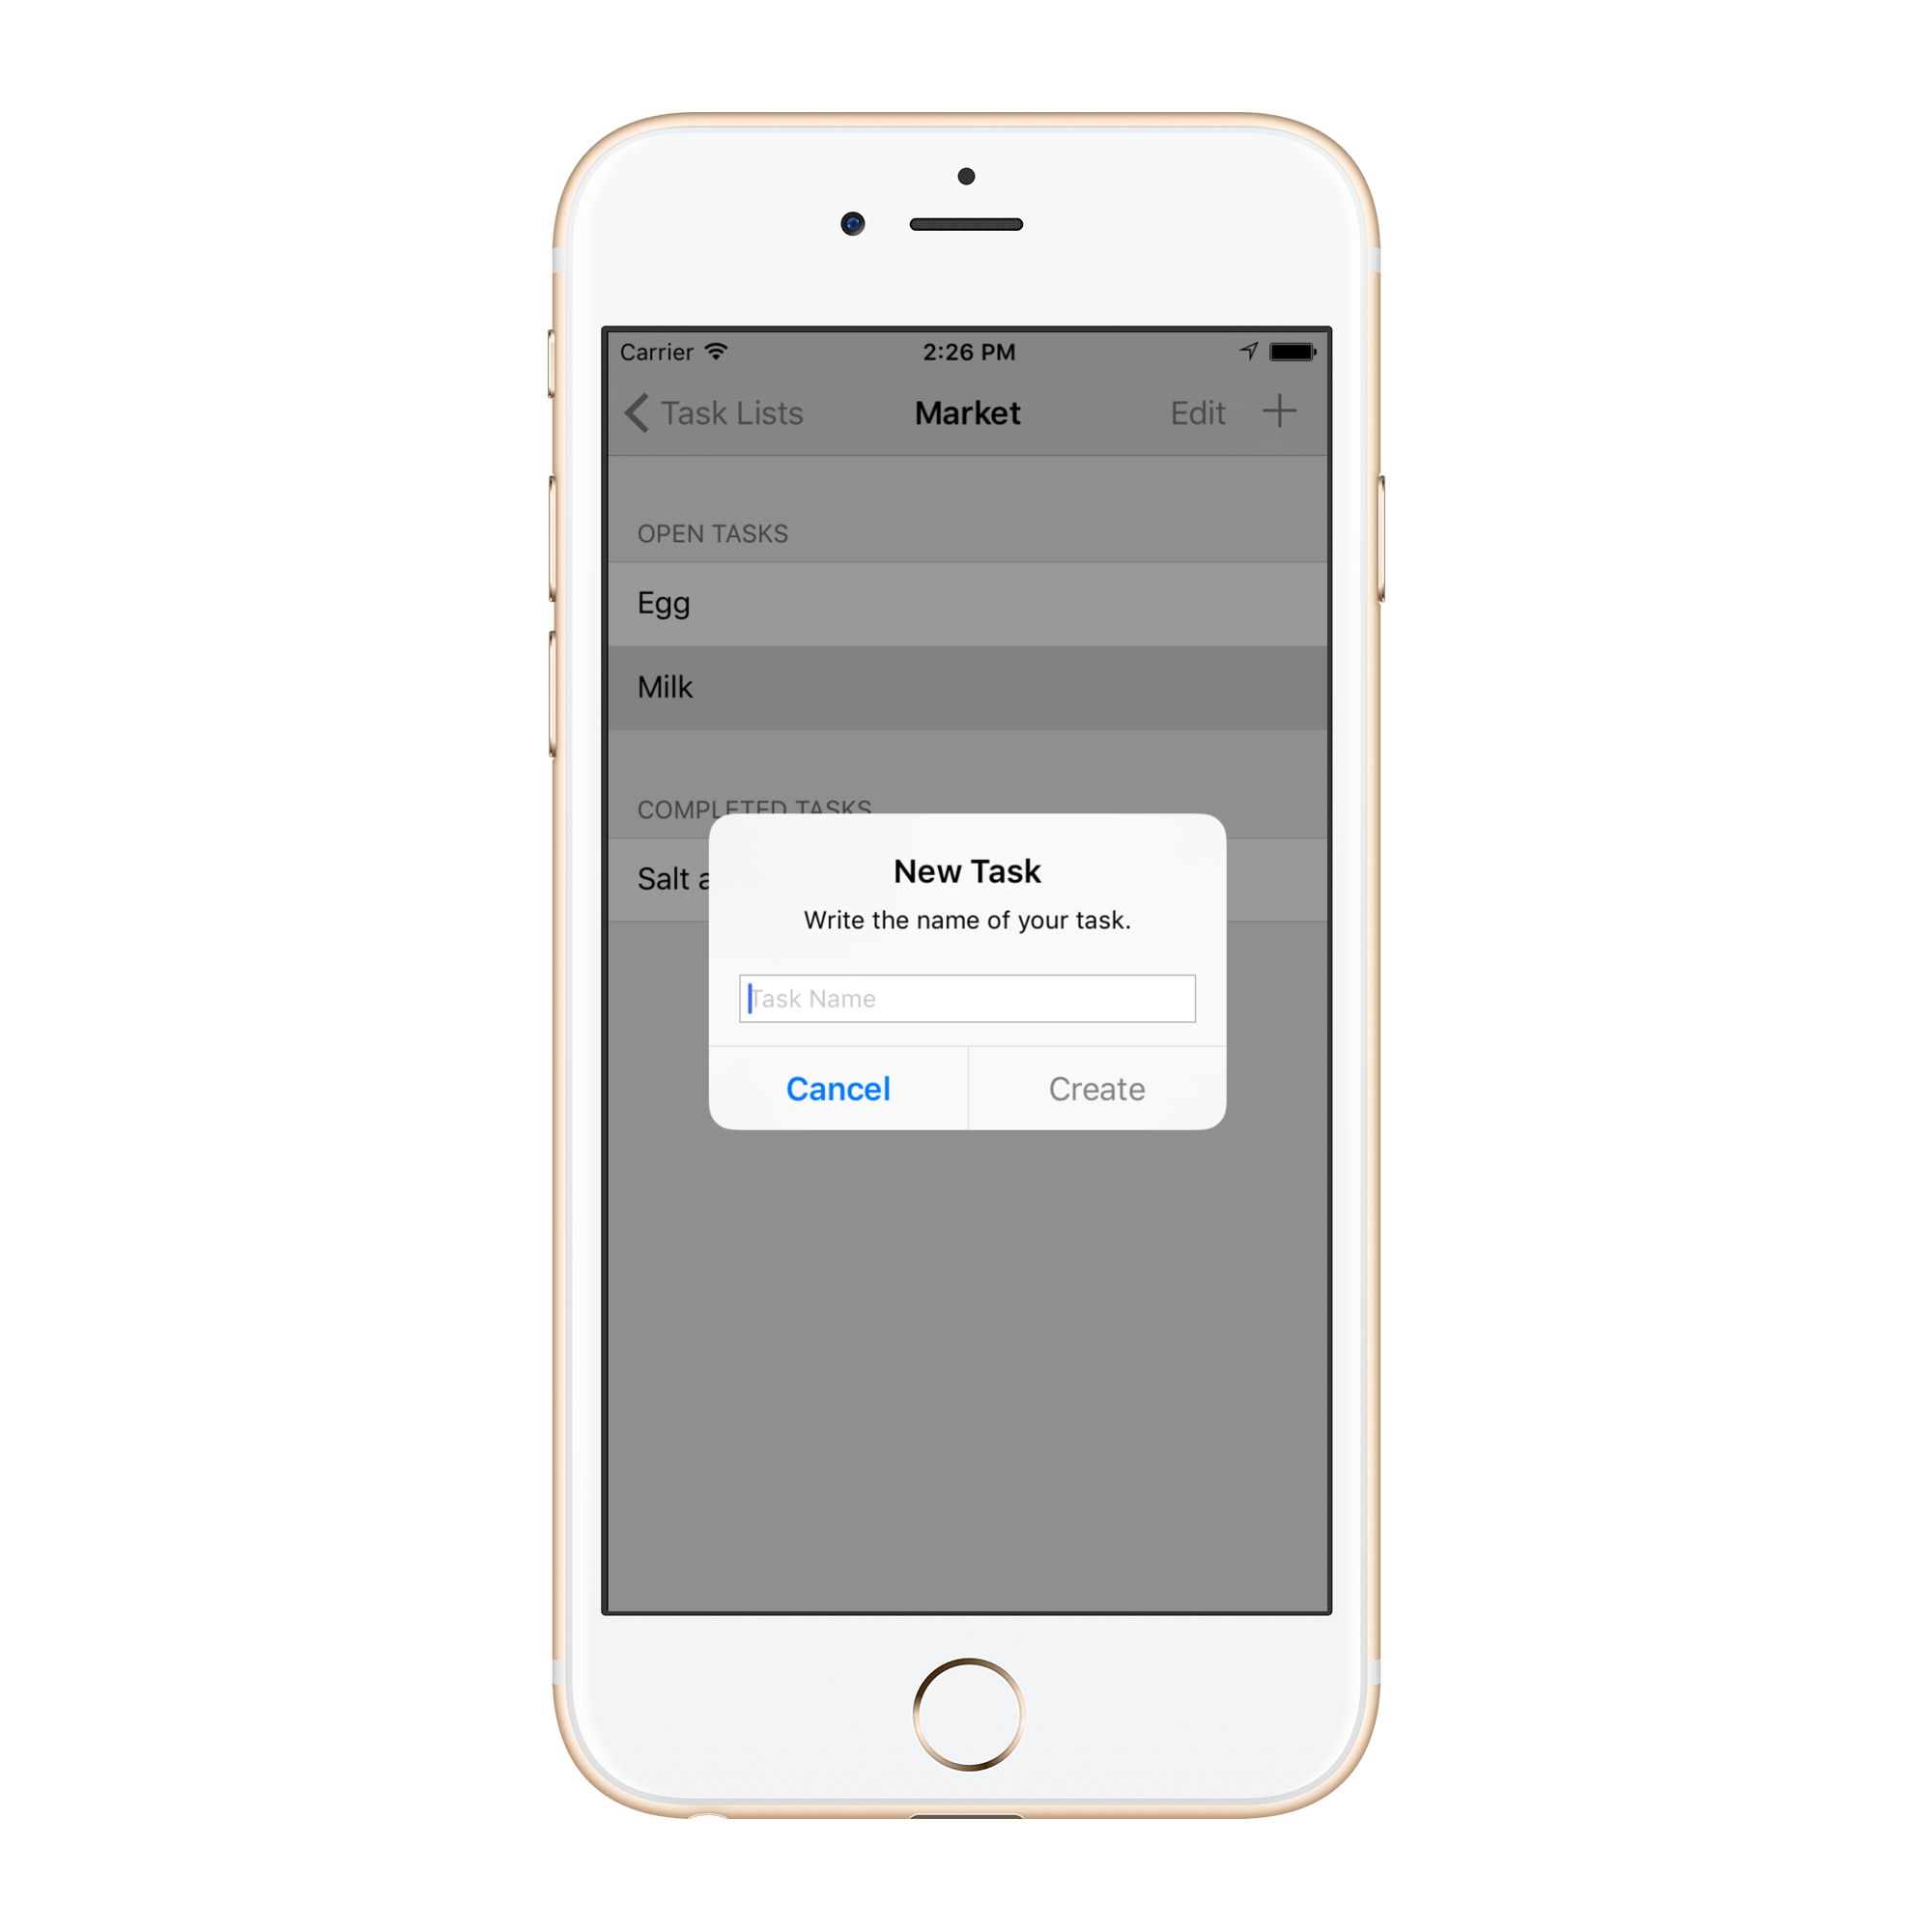 Carrier 2:26 PM
Task Lists Market Edit
OPEN TASKS
Egg
Milk
COMPLETED TASKS
Salt
New Task
Write the name of your task.
Task Name
Cancel Create